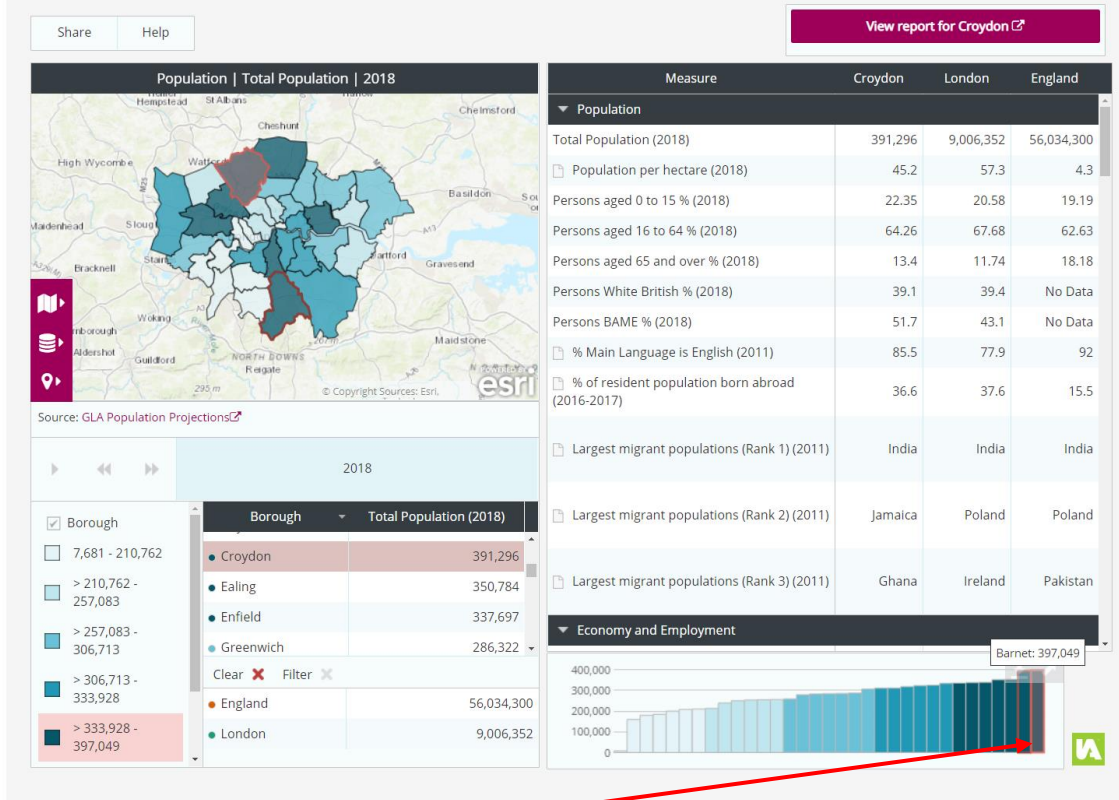 Share
Help
View report for Croydon
Population | Total Population | 2018
Hempstead
St Albans
Chelmsford
Cheshunt
High Wycombe
Watford
M25
Basildon
Maidenhead
Slough
A13
Dartford
Gravesend
Bracknell
Woking
Maidstone
Aldershot
Guildford
NORTH DOWNS
Reigate
295 m
© Copyright Sources: Esri,
esri
Source: GLA Population Projections
2018
Borough
7,681 - 210,762
> 210,762 -
257,083
> 257,083 -
306,713
> 306,713 -
333,928
> 333,928 -
397,049
Borough Total Population (2018)
Croydon 391,296
Ealing 350,784
Enfield 337,697
Greenwich 286,322
Clear Filter
England 56,034,300
London 9,006,352
Measure Croydon London England
Population
Total Population (2018) 391,296 9,006,352 56,034,300
Population per hectare (2018) 45.2 57.3 4.3
Persons aged 0 to 15 % (2018) 22.35 20.58 19.19
Persons aged 16 to 64 % (2018) 64.26 67.68 62.63
Persons aged 65 and over % (2018) 13.4 11.74 18.18
Persons White British % (2018) 39.1 39.4 No Data
Persons BAME % (2018) 51.7 43.1 No Data
% Main Language is English (2011) 85.5 77.9 92
% of resident population born abroad
(2016-2017) 36.6 37.6 15.5
Largest migrant populations (Rank 1) (2011) India India India
Largest migrant populations (Rank 2) (2011) Jamaica Poland Poland
Largest migrant populations (Rank 3) (2011) Ghana Ireland Pakistan
Economy and Employment
Barnet: 397,049
400,000
300,000
200,000
100,000
0